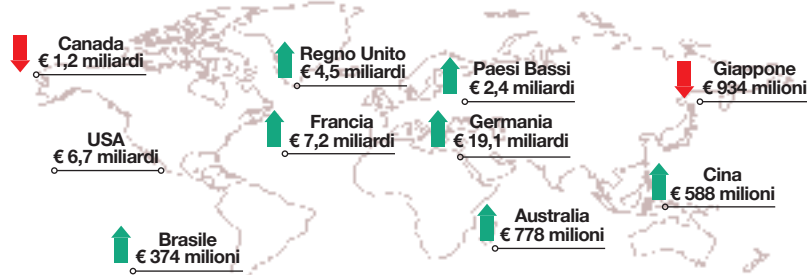 Canada
€ 1,2 miliardi
Regno Unito
€ 4,5 miliardi
Paesi Bassi
€ 2,4 miliardi
Giappone
€ 934 milioni
USA
€ 6,7 miliardi
Francia
€ 7,2 miliardi
Germania
€ 19,1 miliardi
Cina
€ 588 milioni
Brasile
€ 374 milioni
Australia
€ 778 milioni